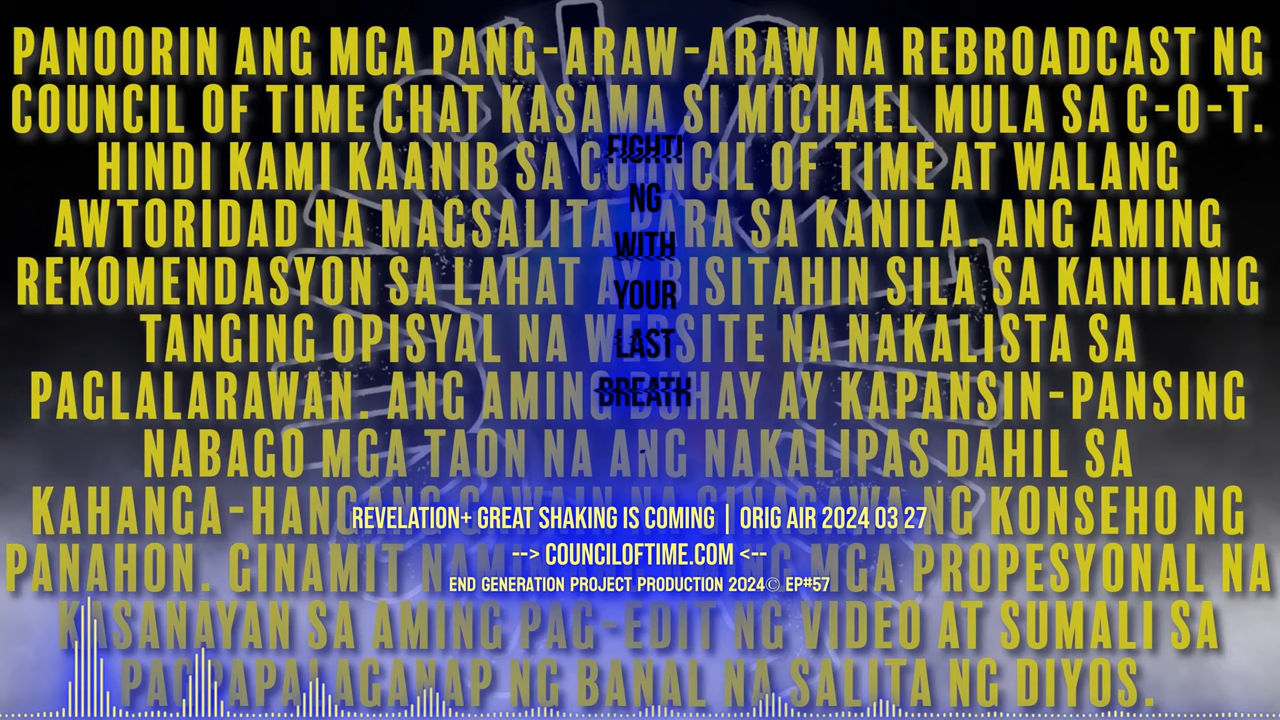 PANOORIN ANG MGA PANG-ARAW-ARAW NA REBROADCAST NG
COUNCIL OF TIME CHAT KASAMA SI MICHAEL MULA SA C-O-T.
HINDI KAMI KAANIB SA COUNCIL OF TIME AT WALANG
AWTORIDAD NA MAGSALITA PARA SA KANILA. ANG AMING
REKOMENDASYON SA LAHAT AY BISITAHIN SILA SA KANILANG
TANGING OPISYAL NA WEBSITE NA NAKALISTA SA
PAGLALARAWAN. ANG AMING BUHAY AY KAPANSIN-PANSING
NABAGO MGA TAON NA ANG NAKALIPAS DAHIL SA
KAHANGA-HANGANG GAWAIN NA GINAGAWA NG KONSEHO NG
PANAHON. GINAMIT NAMIN MGA PROPESYONAL NA
KASANAYAN SA AMING PAG-EDIT NG VIDEO AT SUMALI SA
PAGPAPALAGANAP NG BANAL NA SALITA NG DIYOS.
FIGHT!
NG
WITH
YOUR
LAST
BREATH
REVELATION+ GREAT SHAKING IS COMING | ORIG AIR 2024 03 27
--> COUNCILOFTIME.COM <--
END GENERATION PROJECT PRODUCTION 2024© EP#57